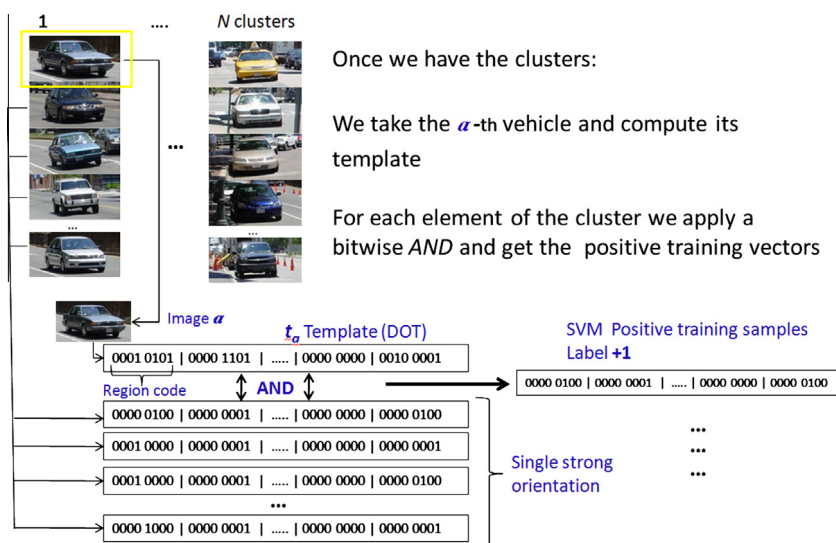 1 .... N clusters
Once we have the clusters:
We take the α-th vehicle and compute its
template
...
For each element of the cluster we apply a
bitwise AND and get the positive training vectors
...
...
Image α
tα Template (DOT)
SVM Positive training samples
Label +1
0001 0101 | 0000 1101 | ..... | 0000 0000 | 0010 0001
Region code
AND
0000 0100 | 0000 0001 | ..... | 0000 0000 | 0000 0100
0000 0100 | 0000 0001 | ..... | 0000 0000 | 0000 0100
0001 0000 | 0000 0001 | ..... | 0000 0000 | 0000 0001
0001 0000 | 0000 0001 | ..... | 0000 0000 | 0000 0100
...
0000 1000 | 0000 0001 | ..... | 0000 0000 | 0000 0001
Single strong
orientation
...
...
...